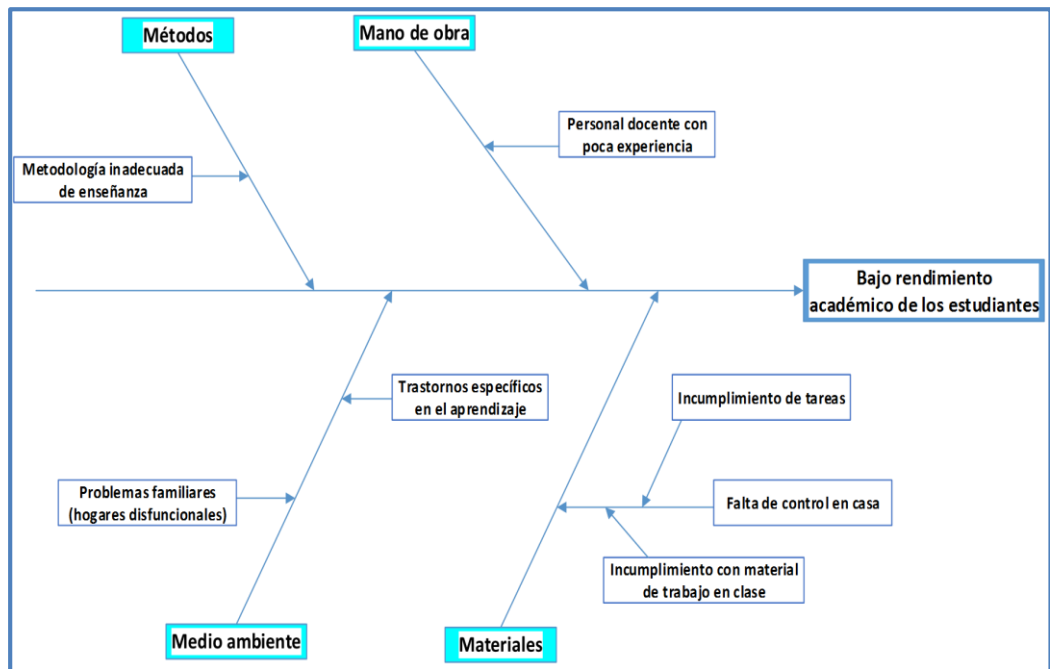 Métodos
Mano de obra
Personal docente con
poca experiencia
Metodología inadecuada
de enseñanza
Bajo rendimiento
académico de los estudiantes
Trastornos específicos
en el aprendizaje
Incumplimiento de tareas
Problemas familiares
(hogares disfuncionales)
Falta de control en casa
Incumplimiento con material
de trabajo en clase
Medio ambiente
Materiales